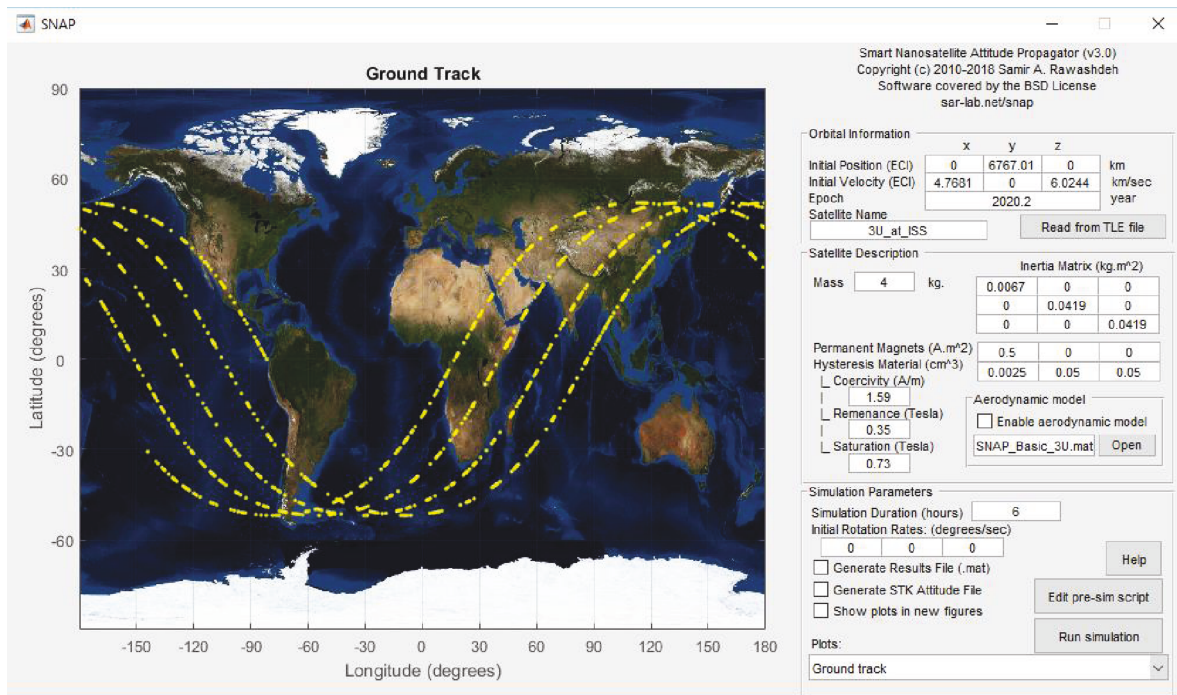 SNAP
Smart Nanosatellite Attitude Propagator (v3.0)
Copyright (c) 2010-2018 Samir A. Rawashdeh
Software covered by the BSD License
sar-lab.net/snap
Ground Track
90
60
30
0
-30
-60
Latitude (degrees)
-150 -120 -90 -60 -30 0 30 60 90 120 150 180
Longitude (degrees)
Orbital Information
x y z
Initial Position (ECI) 0 6767.01 0 km
Initial Velocity (ECI) 4.7681 0 6.0244 km/sec
Epoch 2020.2 year
Satellite Name
3U_at_ISS Read from TLE file
Satellite Description
Inertia Matrix (kg.m^2)
Mass 4 kg.
0.0067 0 0
0 0.0419 0
0 0 0.0419
Permanent Magnets (A.m^2) 0.5 0 0
Hysteresis Material (cm^3) 0.0025 0.05 0.05
|_ Coercivity (A/m)
1.59
|_ Remenance (Tesla)
0.35
|_ Saturation (Tesla)
0.73
Aerodynamic model
Enable aerodynamic model
SNAP_Basic_3U.mat Open
Simulation Parameters
Simulation Duration (hours) 6
Initial Rotation Rates: (degrees/sec)
0 0 0
Generate Results File (.mat)
Generate STK Attitude File
Show plots in new figures
Help
Edit pre-sim script
Run simulation
Plots:
Ground track